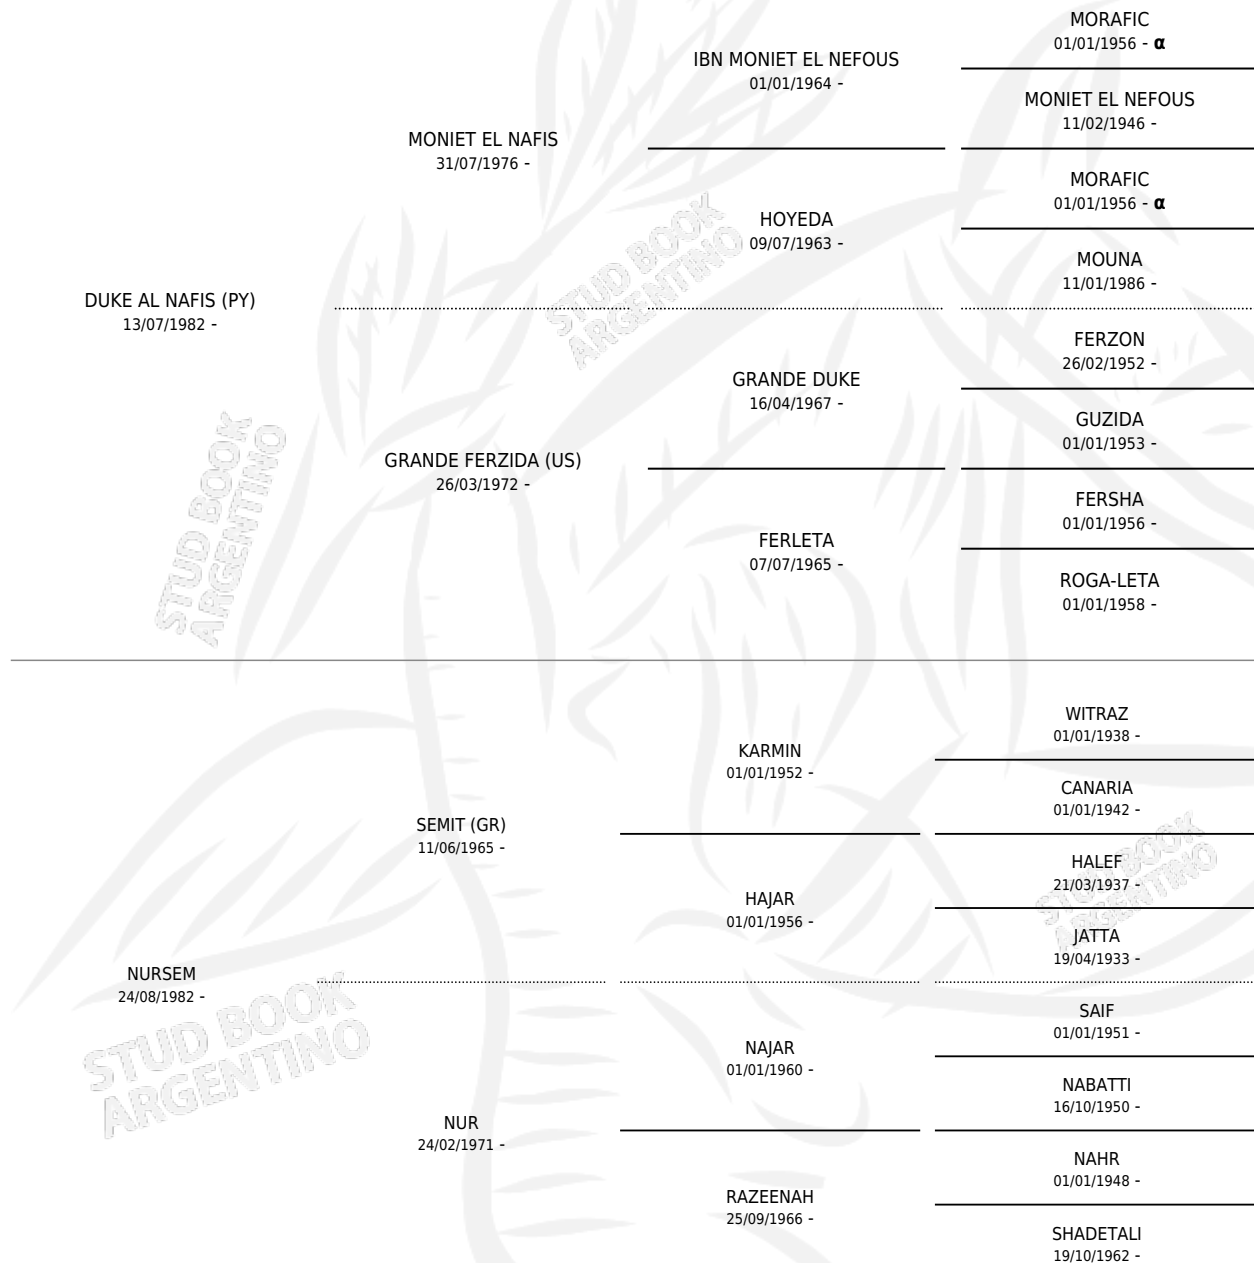 MORAFIC
01/01/1956 - α
IBN MONIET EL NEFOUS
01/01/1964 -
MONIET EL NEFOUS
11/02/1946 -
MONIET EL NAFIS
31/07/1976 -
MORAFIC
01/01/1956 - α
HOYEDA
09/07/1963 -
MOUNA
11/01/1986 -
DUKE AL NAFIS (PY)
13/07/1982 -
FERZON
26/02/1952 -
GRANDE DUKE
16/04/1967 -
GUZIDA
01/01/1953 -
GRANDE FERZIDA (US)
26/03/1972 -
FERSHA
01/01/1956 -
FERLETA
07/07/1965 -
ROGA-LETA
01/01/1958 -
WITRAZ
01/01/1938 -
KARMIN
01/01/1952 -
CANARIA
01/01/1942 -
SEMIT (GR)
11/06/1965 -
HALEF
21/03/1937 -
HAJAR
01/01/1956 -
JATTA
19/04/1933 -
NURSEM
24/08/1982 -
SAIF
01/01/1951 -
NAJAR
01/01/1960 -
NABATTI
16/10/1950 -
NUR
24/02/1971 -
NAHR
01/01/1948 -
RAZEENAH
25/09/1966 -
SHADETALI
19/10/1962 -
STUD BOOK
ARGENTINO
STUD BOOK
ARGENTINO
STUD BOOK
ARGENTINO
STUD BOOK
ARGENTINO